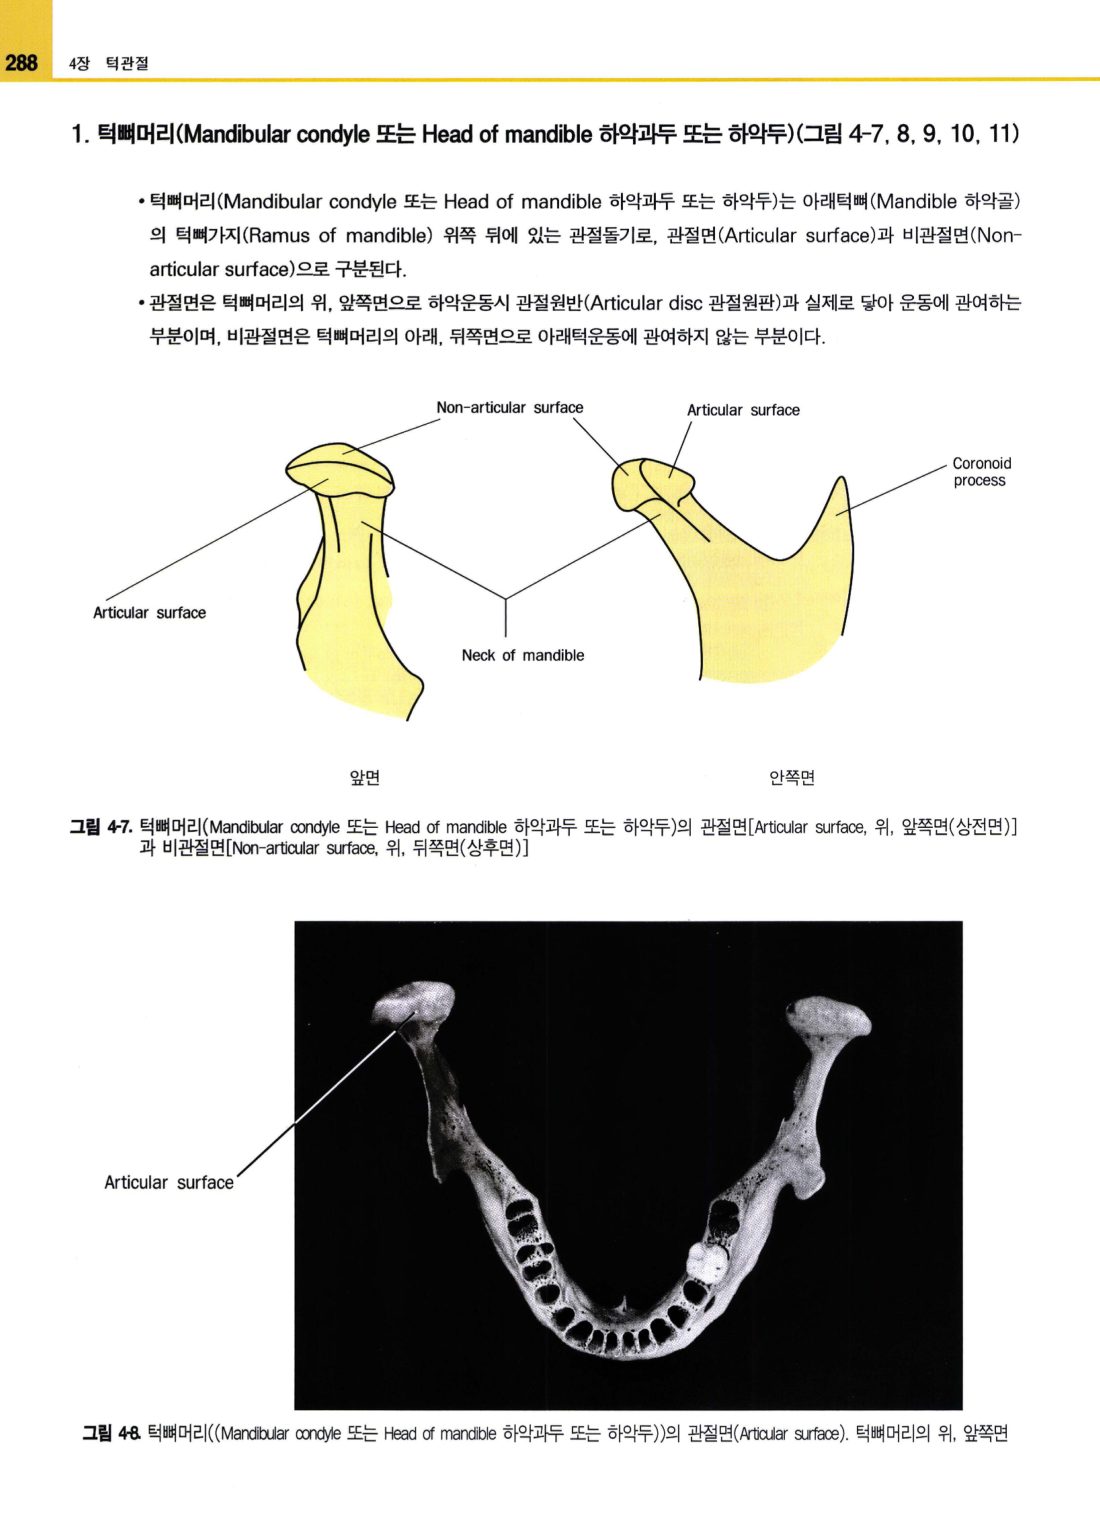 288 4장 턱관절
1. 턱뼈머리(Mandibular condyle 또는 Head of mandible 하악과두 또는 하악두)(그림 4-7, 8, 9, 10, 11)
• 턱뼈머리(Mandibular condyle 또는 Head of mandible 하악과두 또는 하악두)는 아래턱뼈(Mandible 하악골)
의 턱뼈가지(Ramus of mandible) 위쪽 뒤에 있는 관절돌기로, 관절면(Articular surface)과 비관절면(Non-
articular surface)으로 구분된다.
• 관절면은 턱뼈머리의 위, 앞쪽면으로 하악운동시 관절원반(Articular disc 관절원판)과 실제로 닿아 운동에 관여하는
부분이며, 비관절면은 턱뼈머리의 아래, 뒤쪽면으로 아래턱운동에 관여하지 않는 부분이다.
Non-articular surface
Articular surface
Coronoid
process
Articular surface
Neck of mandible
앞면
안쪽면
그림 4-7. 턱뼈머리(Mandibular condyle 또는 Head of mandible 하악과두 또는 하악두)의 관절면[Articular surface, 위, 앞쪽면(상전면)]
과 비관절면[Non-articular surface, 위, 뒤쪽면(상후면)]
Articular surface
그림 4-8. 턱뼈머리((Mandibular condyle 또는 Head of mandible 하악과두 또는 하악두))의 관절면(Articular surface). 턱뼈머리의 위, 앞쪽면